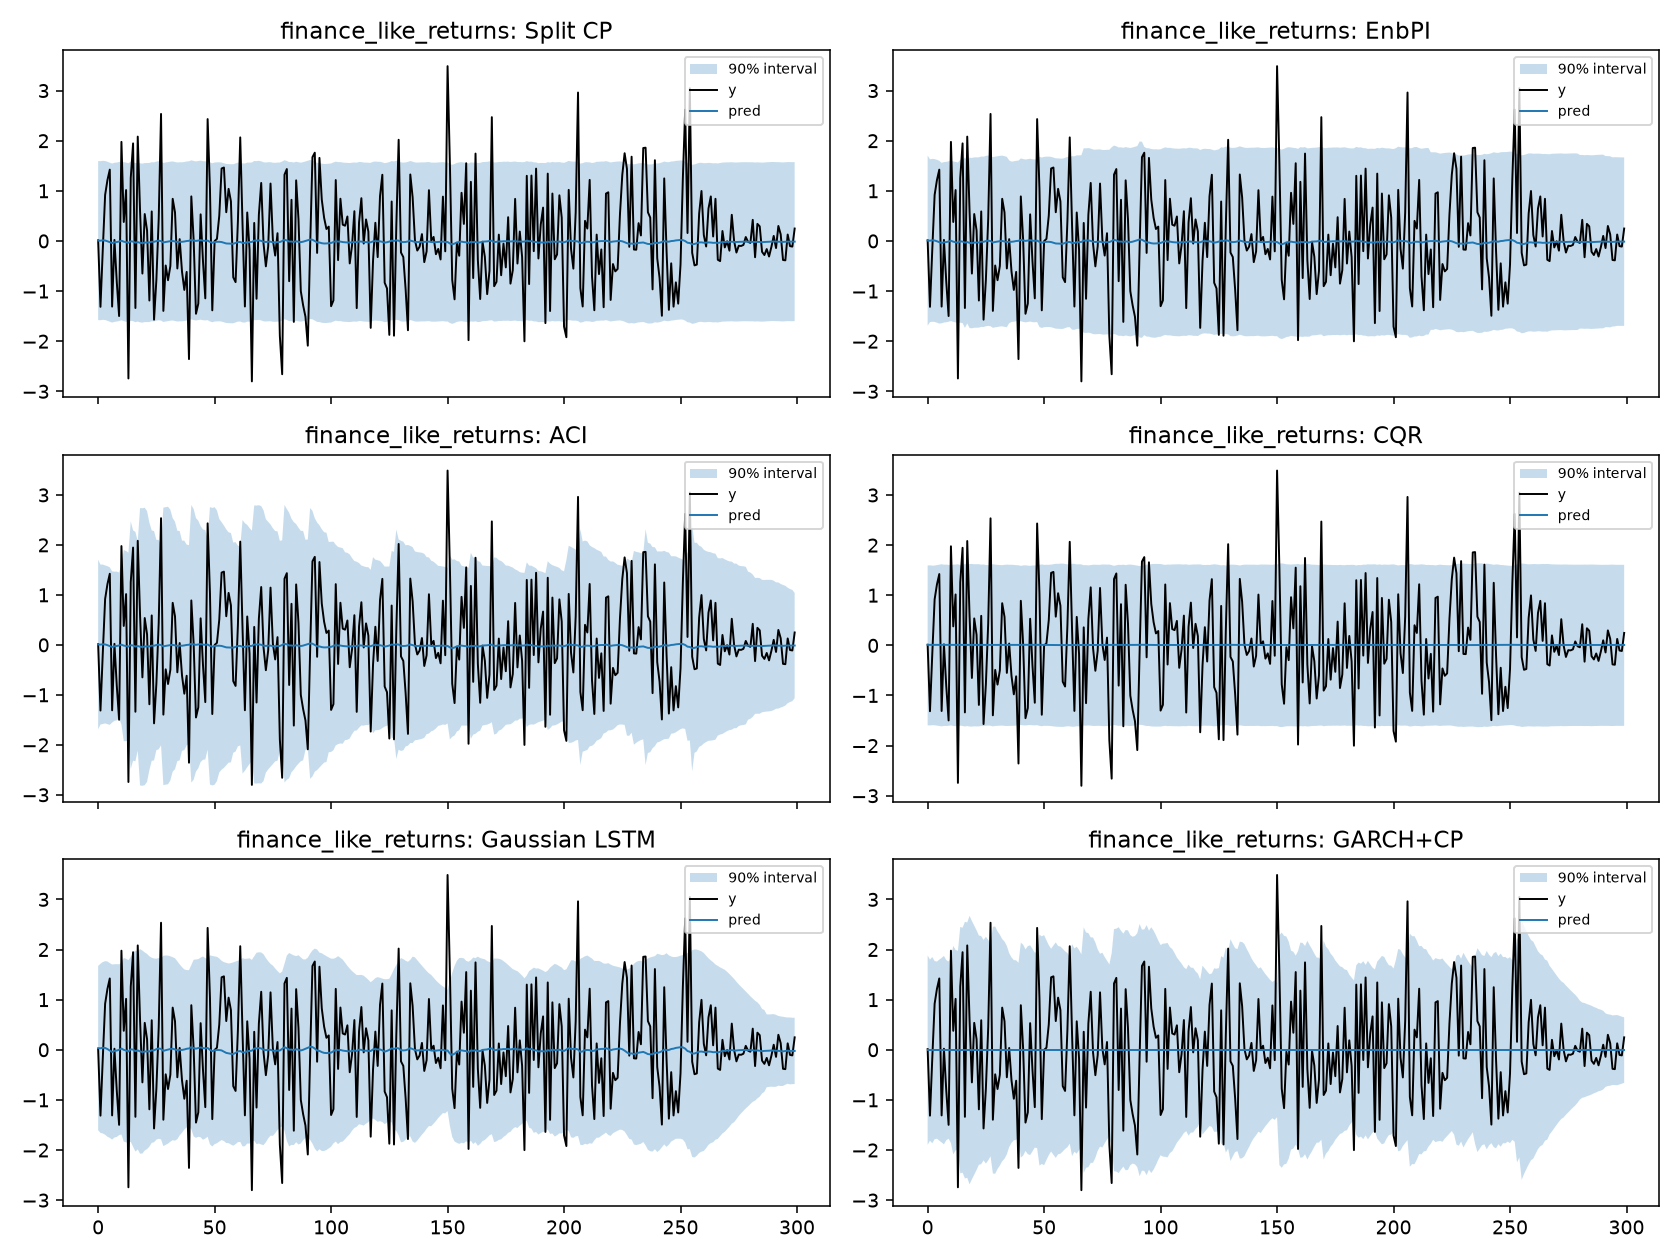 finance_like_returns: Split CP
90% interval
y
pred
3
2
1
0
−1
−2
−3
finance_like_returns: EnbPI
90% interval
y
pred
3
2
1
0
−1
−2
−3
finance_like_returns: ACI
90% interval
y
pred
3
2
1
0
−1
−2
−3
finance_like_returns: CQR
90% interval
y
pred
3
2
1
0
−1
−2
−3
finance_like_returns: Gaussian LSTM
90% interval
y
pred
3
2
1
0
−1
−2
−3
0 50 100 150 200 250 300
finance_like_returns: GARCH+CP
90% interval
y
pred
3
2
1
0
−1
−2
−3
0 50 100 150 200 250 300